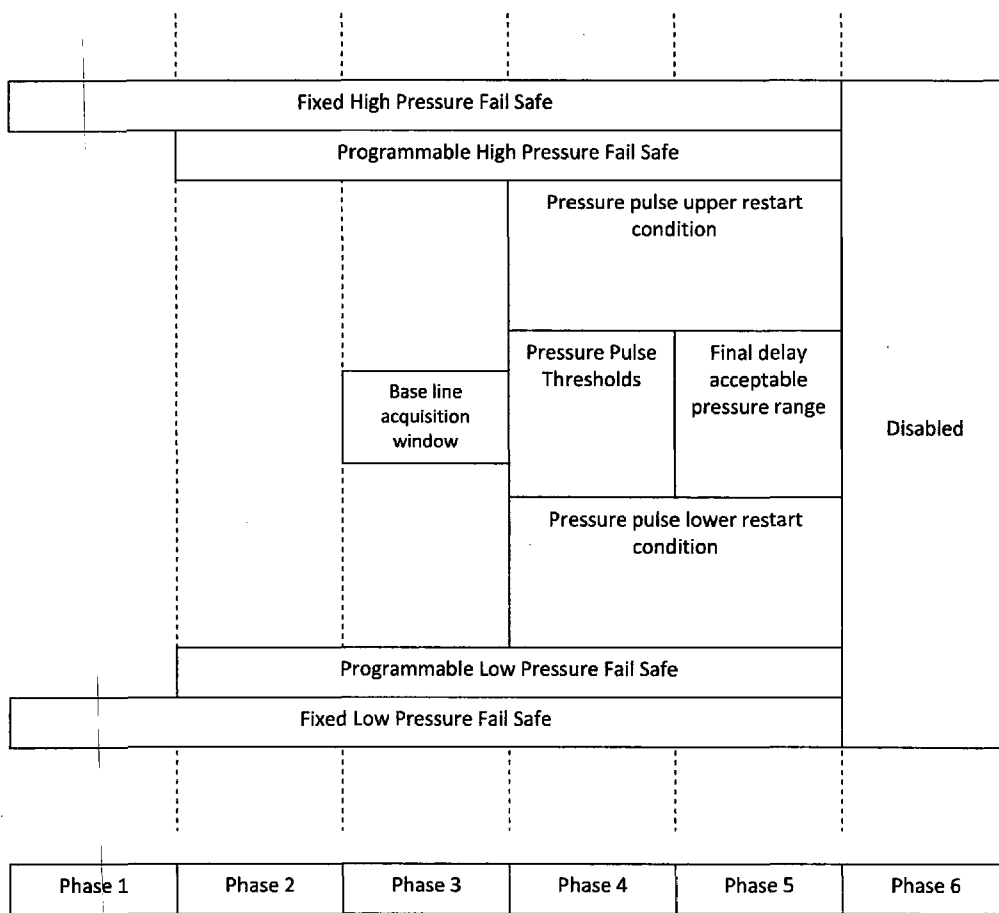 Fixed High Pressure Fail Safe
Programmable High Pressure Fail Safe
Pressure pulse upper restart
condition
Pressure Pulse
Thresholds
Final delay
acceptable
pressure range
Base line
acquisition
window
Disabled
Pressure pulse lower restart
condition
Programmable Low Pressure Fail Safe
Fixed Low Pressure Fail Safe
Phase 1
Phase 2
Phase 3
Phase 4
Phase 5
Phase 6